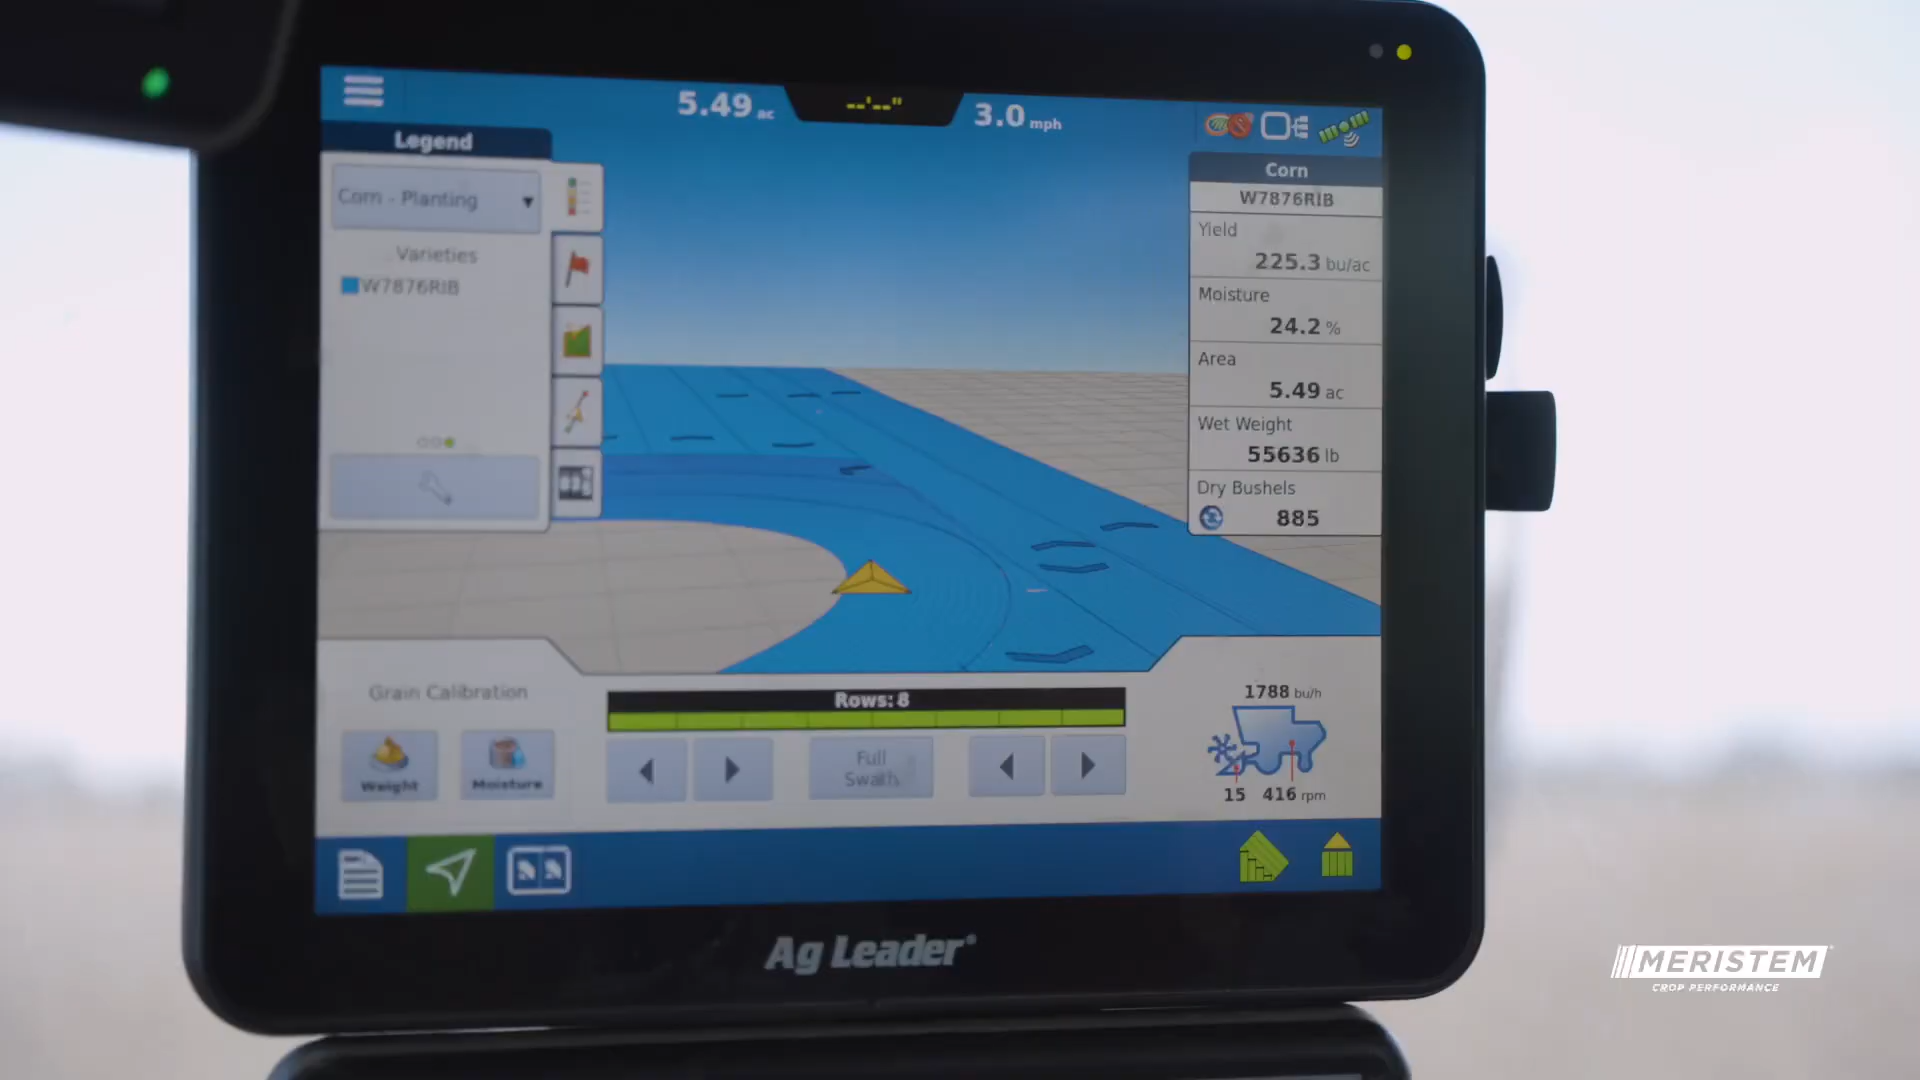 5.49 ac
--'--"
3.0 mph
Legend
Corn - Planting
Varieties
W7876RIB
Corn
W7876RIB
Yield
225.3 bu/ac
Moisture
24.2 %
Area
5.49 ac
Wet Weight
55636 lb
Dry Bushels
885
Grain Calibration
Weight
Moisture
Rows: 8
Full
Swath
1788 bu/h
15 416 rpm
Ag Leader®
MERISTEM
CROP PERFORMANCE